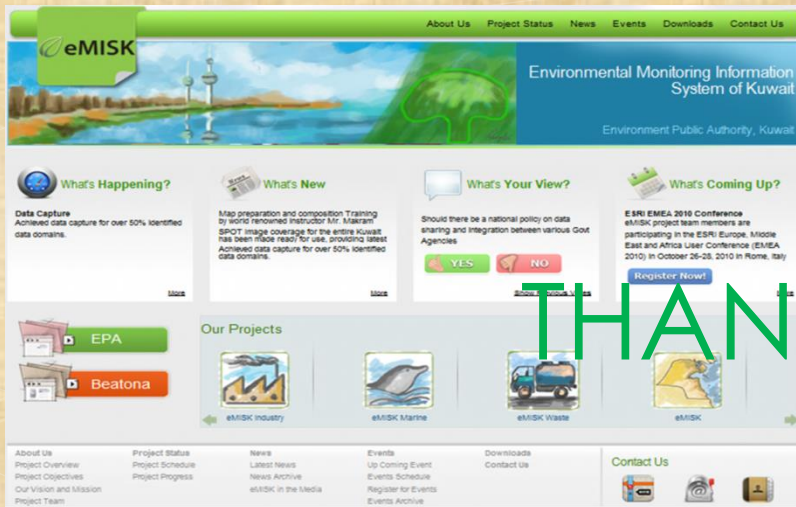 About Us Project Status News Events Downloads Contact Us
eMISK
Environmental Monitoring Information
System of Kuwait
Environment Public Authority, Kuwait
What's Happening?
Data Capture
Achieved data capture for over 50% identified
data domains.
More
What's New
Map preparation and composition Training
by world renowned instructor Mr. Makram
SPOT image coverage for the entire Kuwait
has been made ready for use, providing latest
Achieved data capture for over 50% identified
data domains.
More
What's Your View?
Should there be a national policy on data
sharing and integration between various Govt
Agencies
YES NO
Show Previous Votes
What's Coming Up?
ESRI EMEA 2010 Conference
eMISK project team members are
participating in the ESRI Europe, Middle
East and Africa User Conference (EMEA
2010) in October 26-28, 2010 in Rome, Italy
Register Now!
THAN
EPA
Beatona
Our Projects
eMISK Industry eMISK Marine eMISK Waste eMISK
About Us
Project Overview
Project Objectives
Our Vision and Mission
Project Team
Project Status
Project Schedule
Project Progress
News
Latest News
News Archive
eMISK in the Media
Events
Up Coming Event
Events Schedule
Register for Events
Events Archive
Downloads
Contact Us
Contact Us